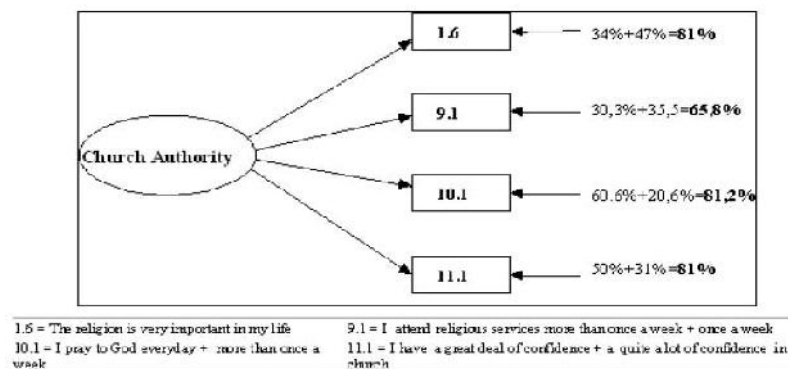 1.6
34%+47%=81%
9.1
30,3%+35,5=65,8%
Church Authority
10.1
60.6%+20,6%=81,2%
11.1
50%+31%=81%
1.6 = The religion is very important in my life
10.1 = I pray to God everyday + more than once a
week
9.1 = I attend religious services more than once a week + once a week
11.1 = I have a great deal of confidence + a quite a lot of confidence in
church